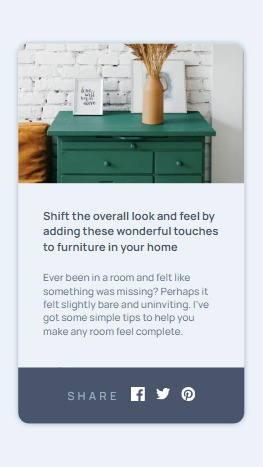 love
will
be
alone
Shift the overall look and feel by
adding these wonderful touches
to furniture in your home
Ever been in a room and felt like
something was missing? Perhaps it
felt slightly bare and uninviting. I've
got some simple tips to help you
make any room feel complete.
SHARE